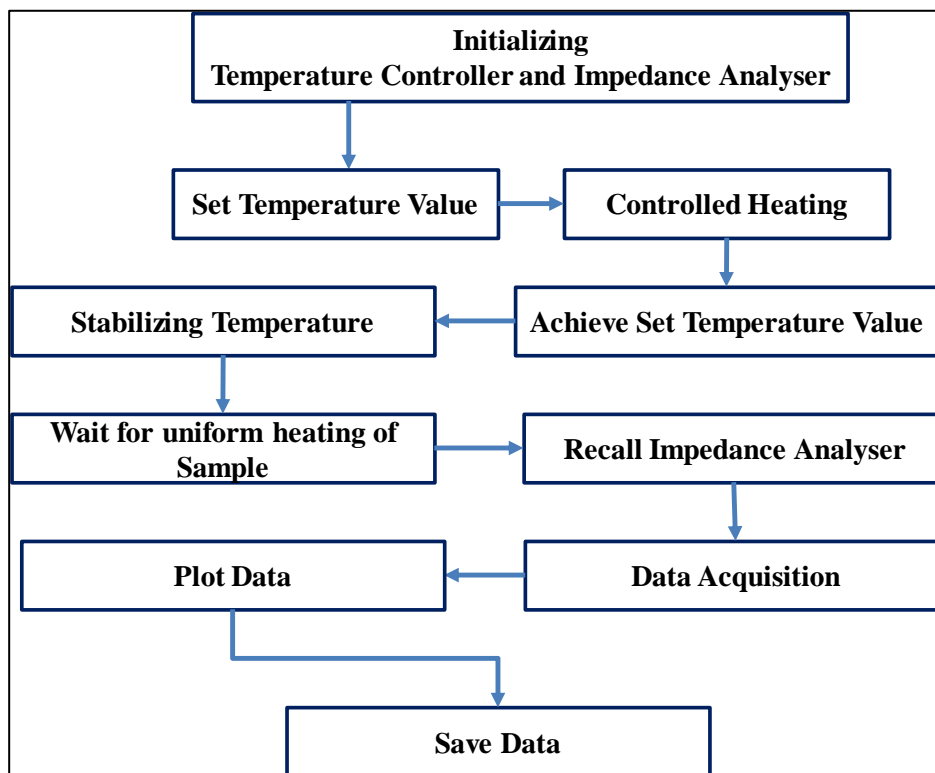 Initializing
Temperature Controller and Impedance Analyser
Set Temperature Value
Controlled Heating
Achieve Set Temperature Value
Stabilizing Temperature
Wait for uniform heating of
Sample
Recall Impedance Analyser
Data Acquisition
Plot Data
Save Data